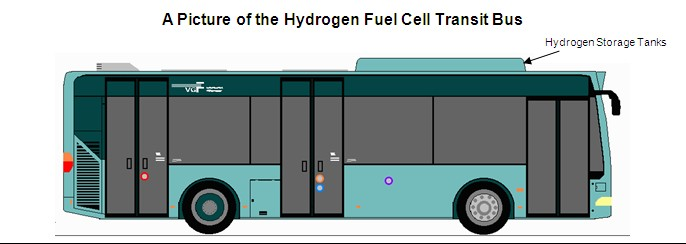 A Picture of the Hydrogen Fuel Cell Transit Bus
Hydrogen Storage Tanks